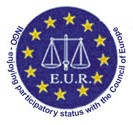 INGO - enjoying participatory status with the Council of Europe
E.U.R.